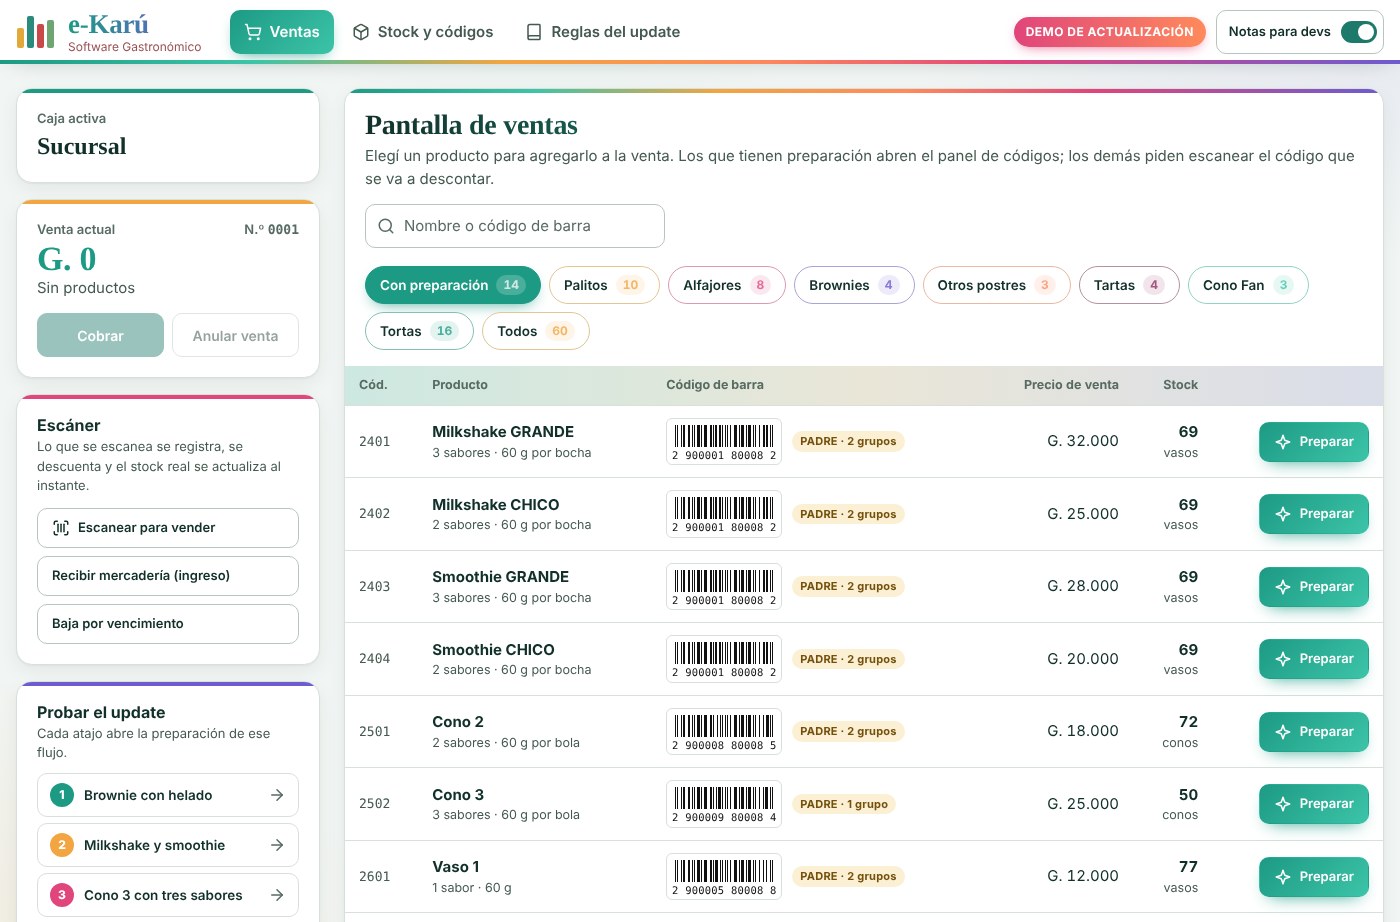 e-Karú
Software Gastronómico
Ventas
Stock y códigos
Reglas del update
DEMO DE ACTUALIZACIÓN
Notas para devs
Caja activa
Sucursal
Venta actual
N.º 0001
G. 0
Sin productos
Cobrar
Anular venta
Escáner
Lo que se escanea se registra, se
descuenta y el stock real se actualiza al
instante.
Escanear para vender
Recibir mercadería (ingreso)
Baja por vencimiento
Probar el update
Cada atajo abre la preparación de ese
flujo.
1 Brownie con helado
2 Milkshake y smoothie
3 Cono 3 con tres sabores
Pantalla de ventas
Elegí un producto para agregarlo a la venta. Los que tienen preparación abren el panel de códigos; los demás piden escanear el código que
se va a descontar.
Nombre o código de barra
Con preparación 14
Palitos 10
Alfajores 8
Brownies 4
Otros postres 3
Tartas 4
Cono Fan 3
Tortas 16
Todos 60
Cód. Producto Código de barra Precio de venta Stock
2401 Milkshake GRANDE
3 sabores · 60 g por bocha
2 900001 80008 2
PADRE · 2 grupos
G. 32.000
69
vasos
Preparar
2402 Milkshake CHICO
2 sabores · 60 g por bocha
2 900001 80008 2
PADRE · 2 grupos
G. 25.000
69
vasos
Preparar
2403 Smoothie GRANDE
3 sabores · 60 g por bocha
2 900001 80008 2
PADRE · 2 grupos
G. 28.000
69
vasos
Preparar
2404 Smoothie CHICO
2 sabores · 60 g por bocha
2 900001 80008 2
PADRE · 2 grupos
G. 20.000
69
vasos
Preparar
2501 Cono 2
2 sabores · 60 g por bola
2 900008 80008 5
PADRE · 2 grupos
G. 18.000
72
conos
Preparar
2502 Cono 3
3 sabores · 60 g por bola
2 900009 80008 4
PADRE · 1 grupo
G. 25.000
50
conos
Preparar
2601 Vaso 1
1 sabor · 60 g
2 900005 80008 8
PADRE · 2 grupos
G. 12.000
77
vasos
Preparar